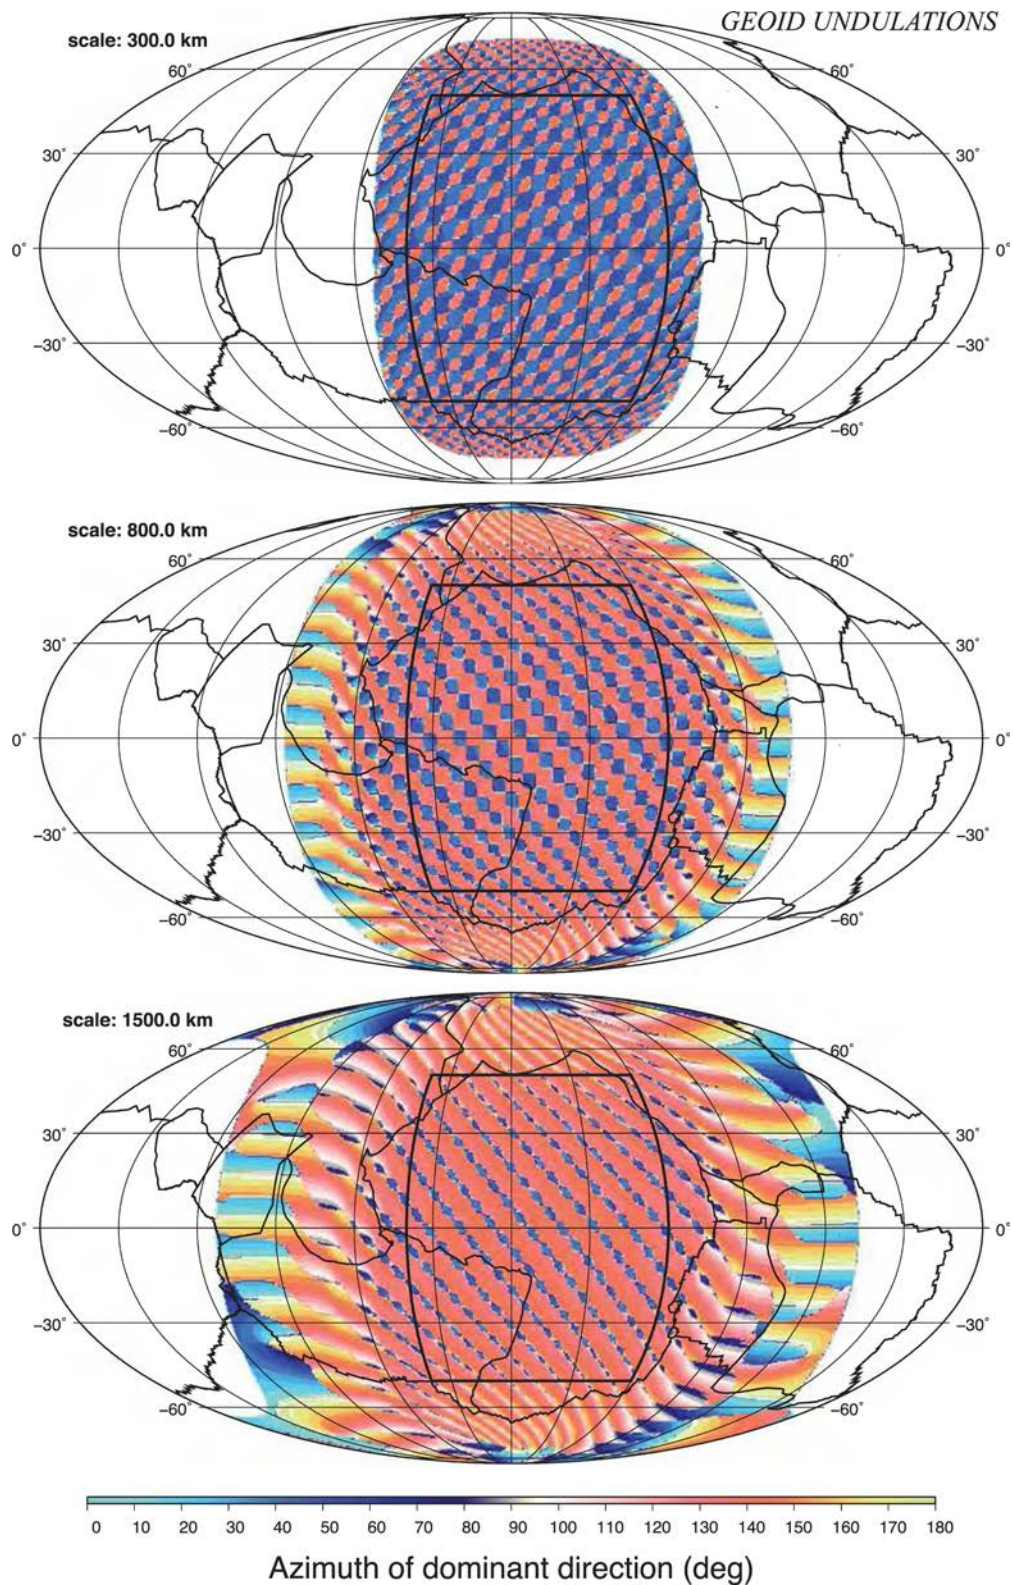 GEOID UNDULATIONS
scale: 300.0 km
60˚ 60˚
30˚ 30˚
0˚ 0˚
−30˚ −30˚
−60˚ −60˚
scale: 800.0 km
60˚ 60˚
30˚ 30˚
0˚ 0˚
−30˚ −30˚
−60˚ −60˚
scale: 1500.0 km
60˚ 60˚
30˚ 30˚
0˚ 0˚
−30˚ −30˚
−60˚ −60˚
0 10 20 30 40 50 60 70 80 90 100 110 120 130 140 150 160 170 180
Azimuth of dominant direction (deg)